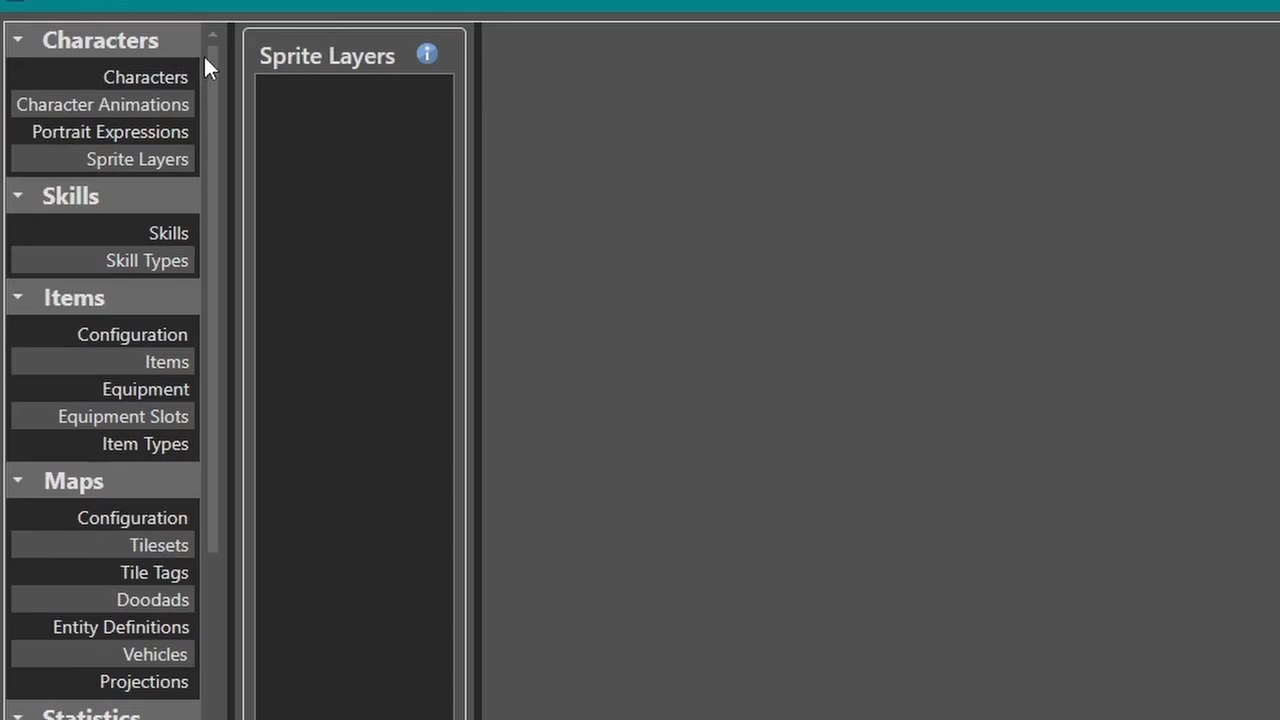 Characters
Characters
Character Animations
Portrait Expressions
Sprite Layers
Skills
Skills
Skill Types
Items
Configuration
Items
Equipment
Equipment Slots
Item Types
Maps
Configuration
Tilesets
Tile Tags
Doodads
Entity Definitions
Vehicles
Projections
Statistics
Sprite Layers